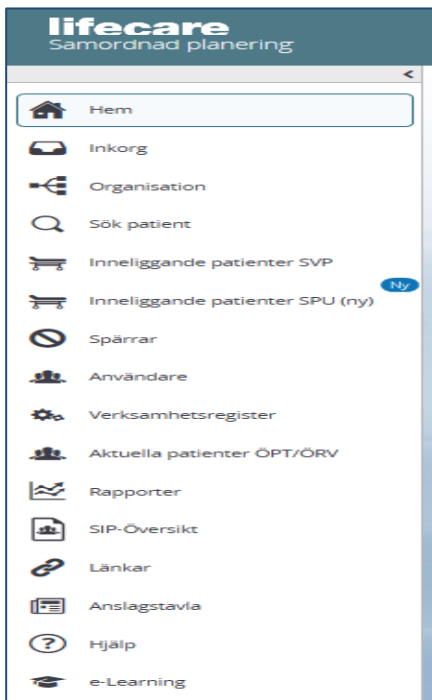 lifecare
Samordnad planering
<
Hem
Inkorg
Organisation
Sök patient
Inneliggande patienter SVP
Ny
Inneliggande patienter SPU (ny)
Spärrar
Användare
Verksamhetsregister
Aktuella patienter ÖPT/ÖRV
Rapporter
SIP-Översikt
Länkar
Anslagstavla
Hjälp
e-Learning